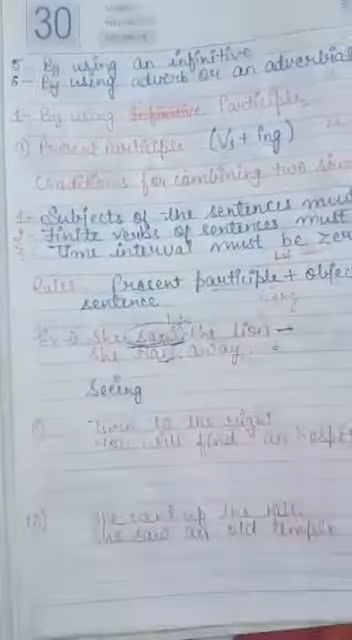 30
5 - By using an infinitive
6 - By using adverb or an adverbial
1- By using Participle
① Present Participle (V₁ + ing)
Conditions for combining two
1- Subjects of the sentences must
2- Finite verbs of sentences must
3. Time interval must be zero
Rules - Present participle + object
sentence
Ex-① She saw the lion
She ran away.
Seeing
Turn to the right
You will find an hospit
up the hill.
He saw an old temple